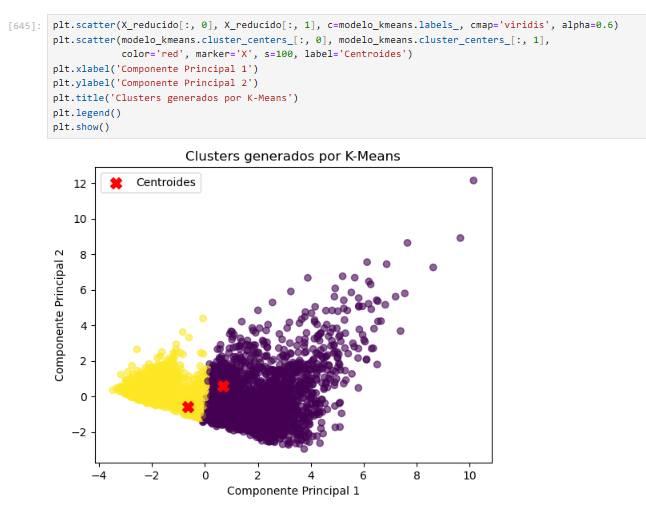 [645]: plt.scatter(X_reducido[:, 0], X_reducido[:, 1], c=modelo_kmeans.labels_, cmap='viridis', alpha=0.6)
plt.scatter(modelo_kmeans.cluster_centers_[:, 0], modelo_kmeans.cluster_centers_[:, 1],
            color='red', marker='X', s=100, label='Centroides')
plt.xlabel('Componente Principal 1')
plt.ylabel('Componente Principal 2')
plt.title('Clusters generados por K-Means')
plt.legend()
plt.show()
Clusters generados por K-Means
Centroides
12
10
8
6
4
2
0
−2
Componente Principal 2
−4 −2 0 2 4 6 8 10
Componente Principal 1